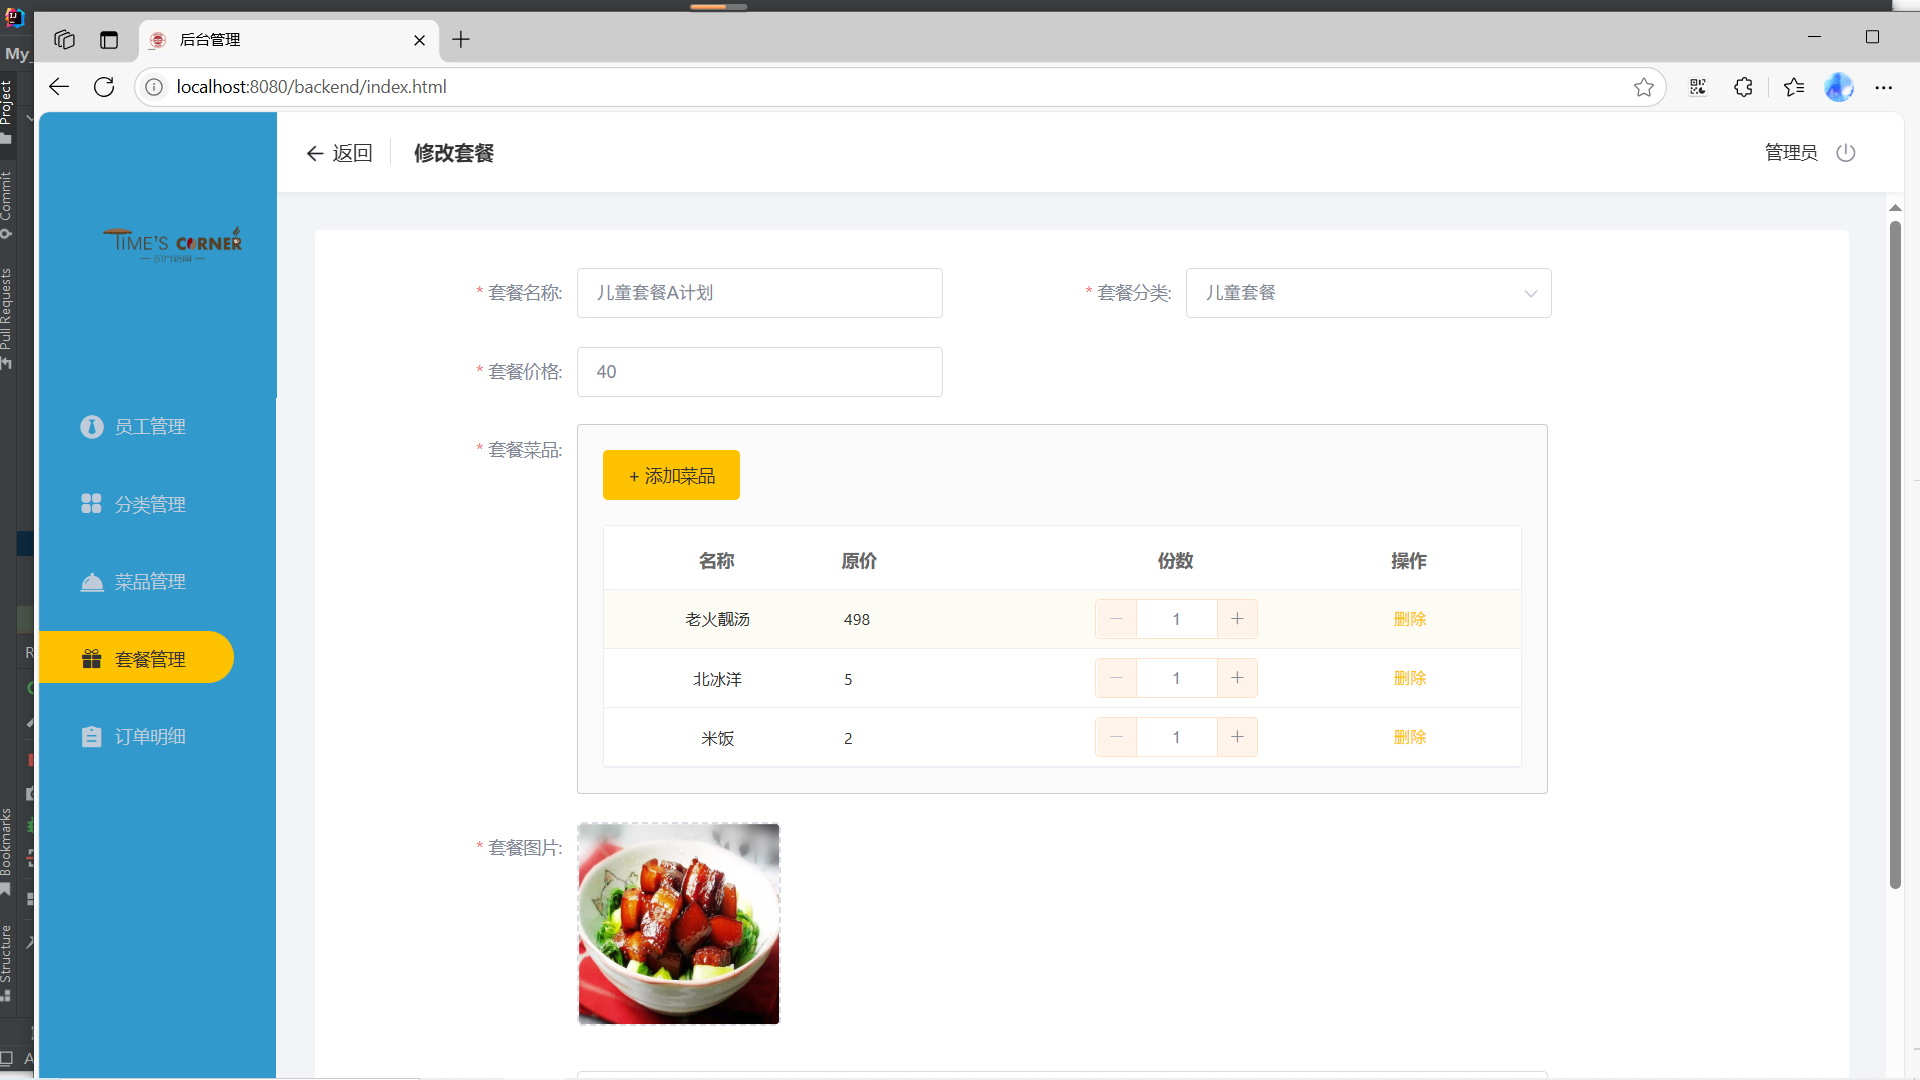 后台管理
My_
localhost:8080/backend/index.html
Project
Commit
Pull Requests
Bookmarks
Structure
TIME'S CORNER
返回
修改套餐
管理员
员工管理
分类管理
菜品管理
套餐管理
订单明细
* 套餐名称: 儿童套餐A计划
* 套餐分类: 儿童套餐
* 套餐价格: 40
* 套餐菜品:
+ 添加菜品
名称 原价 份数 操作
老火靓汤 498 1 删除
北冰洋 5 1 删除
米饭 2 1 删除
* 套餐图片: